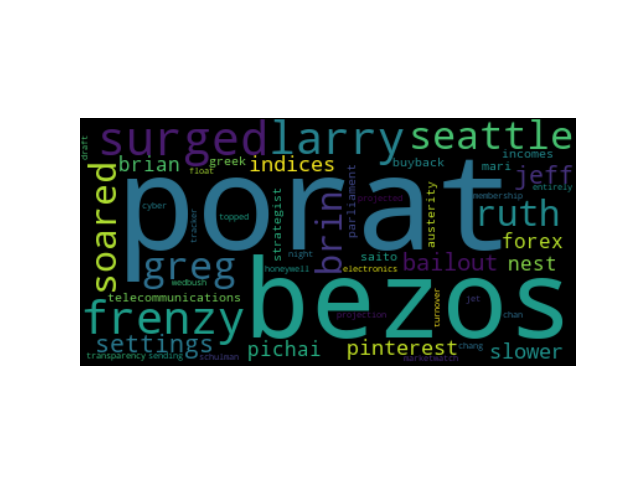 draft
surged
larry
seattle
brian
greek
float
indices
buyback
incomes
mari
jeff
entirely
soared
porat
cyber
tracker
topped
strategist
brin
parliament
projected
austerity
membership
ruth
night
saito
forex
greg
wedbush
honeywell
electronics
bailout
nest
telecommunications
bezos
turnover
jet
frenzy
projection
chan
settings
pichai
pinterest
chang
slower
transparency
sending
schulman
marketwatch